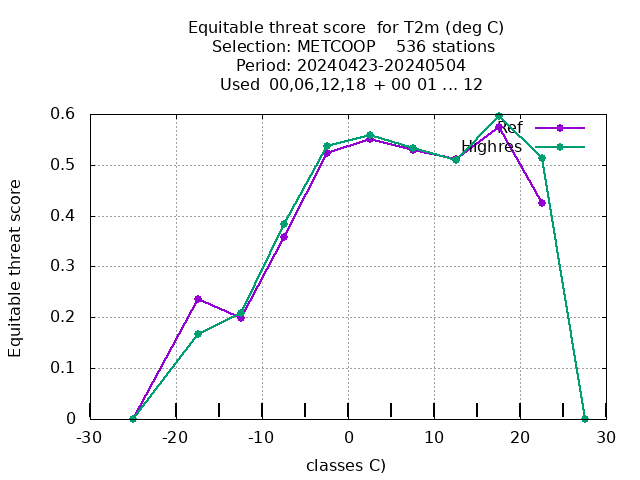 Equitable threat score  for T2m (deg C)
Selection: METCOOP    536 stations
Period: 20240423-20240504
Used  00,06,12,18  + 00 01 ... 12
Ref
Highres
0.6
0.5
0.4
0.3
0.2
0.1
0
Equitable threat score
-30 -20 -10 0 10 20 30
classes C)